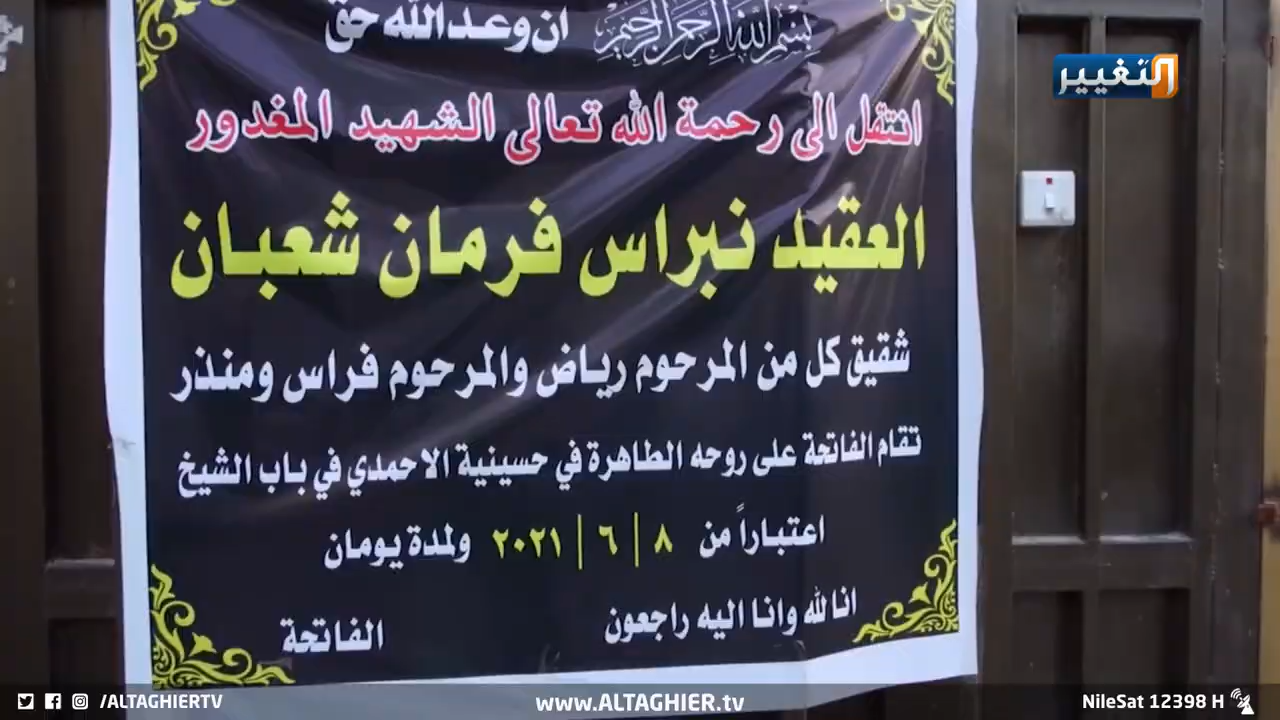 بسم الله الرحمن الرحيم ان وعد الله حق
التغيير
انتقل الى رحمة الله تعالى الشهيد المغدور
العقيد نبراس فرمان شعبان
شقيق كل من المرحوم رياض والمرحوم فراس ومنذر
تقام الفاتحة على روحه الطاهرة في حسينية الاحمدي في باب الشيخ
اعتباراً من ٨ | ٦ | ٢٠٢١ ولمدة يومان
انا لله وانا اليه راجعون الفاتحة
/ALTAGHIERTV www.ALTAGHIER.tv NileSat 12398 H